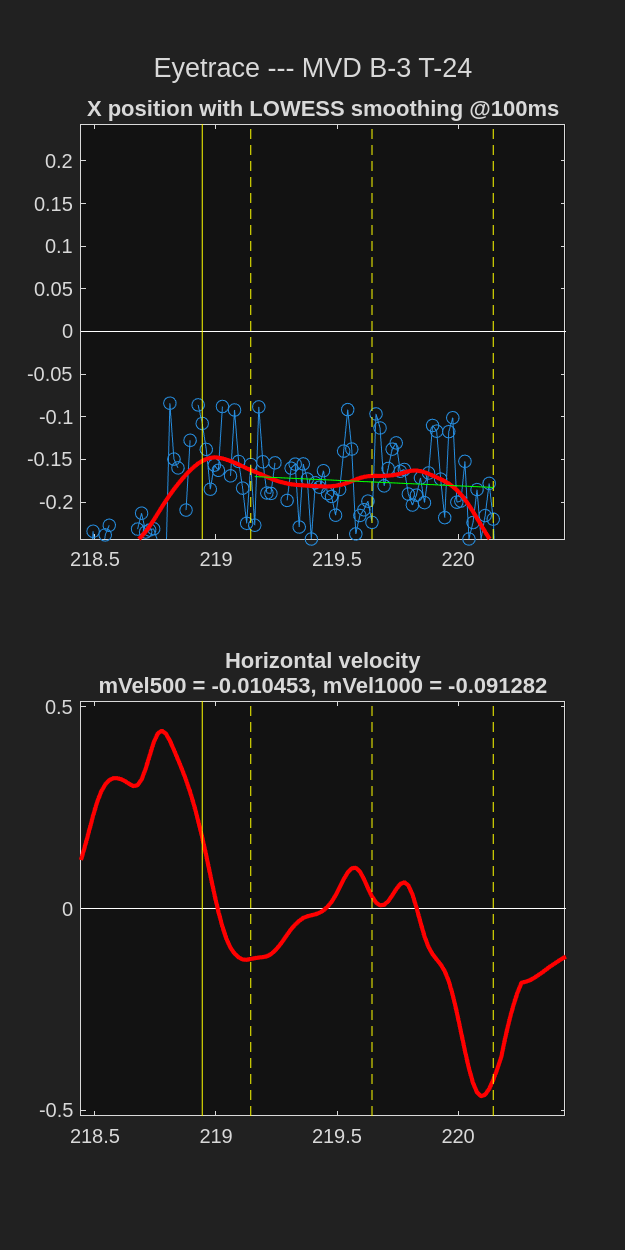 Eyetrace --- MVD B-3 T-24
X position with LOWESS smoothing @100ms
0.2
0.15
0.1
0.05
0
-0.05
-0.1
-0.15
-0.2
218.5 219 219.5 220
Horizontal velocity
mVel500 = -0.010453, mVel1000 = -0.091282
0.5
0
-0.5
218.5 219 219.5 220